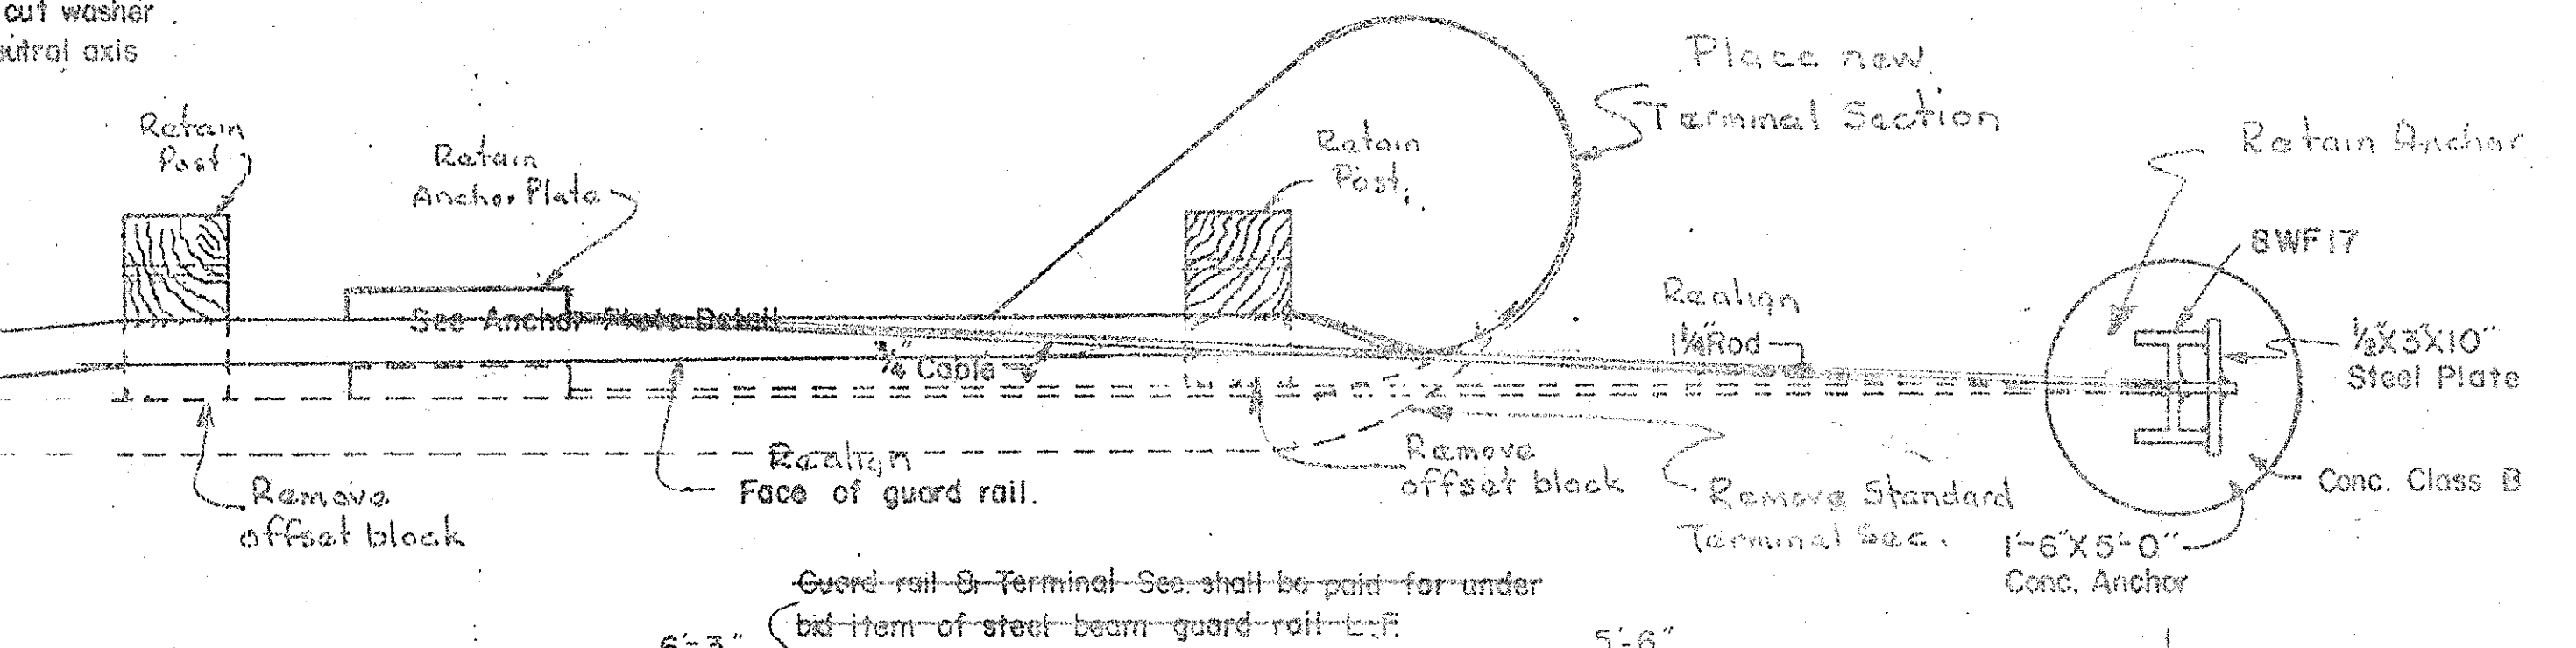 cut washer
neutral axis
Retain
Post
Retain
Anchor Plate
See Anchor Plate Detail
Place new
Terminal Section
Retain
Post.
Retain Anchor
8WF17
Realign
1¼" Rod
¾" Cable
½"X3"X10"
Steel Plate
Remove
offset block
Realign
Face of guard rail.
Remove
offset block
Remove Standard
Terminal Sec.
Conc. Class B
1'-6"X5'-0"
Conc. Anchor
Guard rail & Terminal Sec. shall be paid for under
bid item of steel beam guard rail L.F.
6'-3"
5'-6"